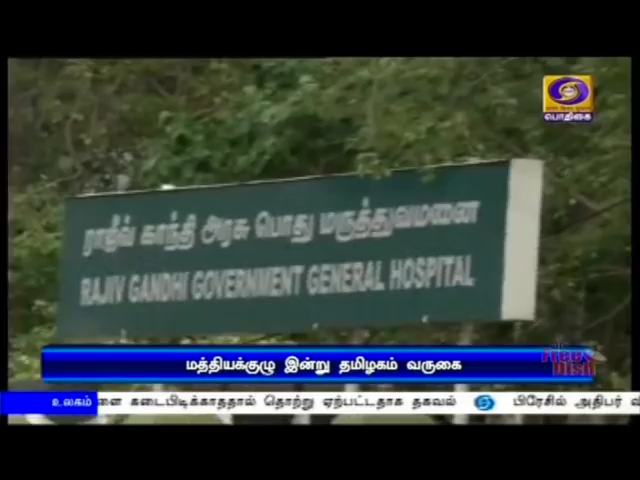 பொதிகை
ராஜீவ் காந்தி அரசு பொது மருத்துவமனை
RAJIV GANDHI GOVERNMENT GENERAL HOSPITAL
மத்தியக்குழு இன்று தமிழகம் வருகை
Free Dish
உலகம் னை கடைபிடிக்காததால் தொற்று ஏற்பட்டதாக தகவல் பிரேசில் அதிபர்